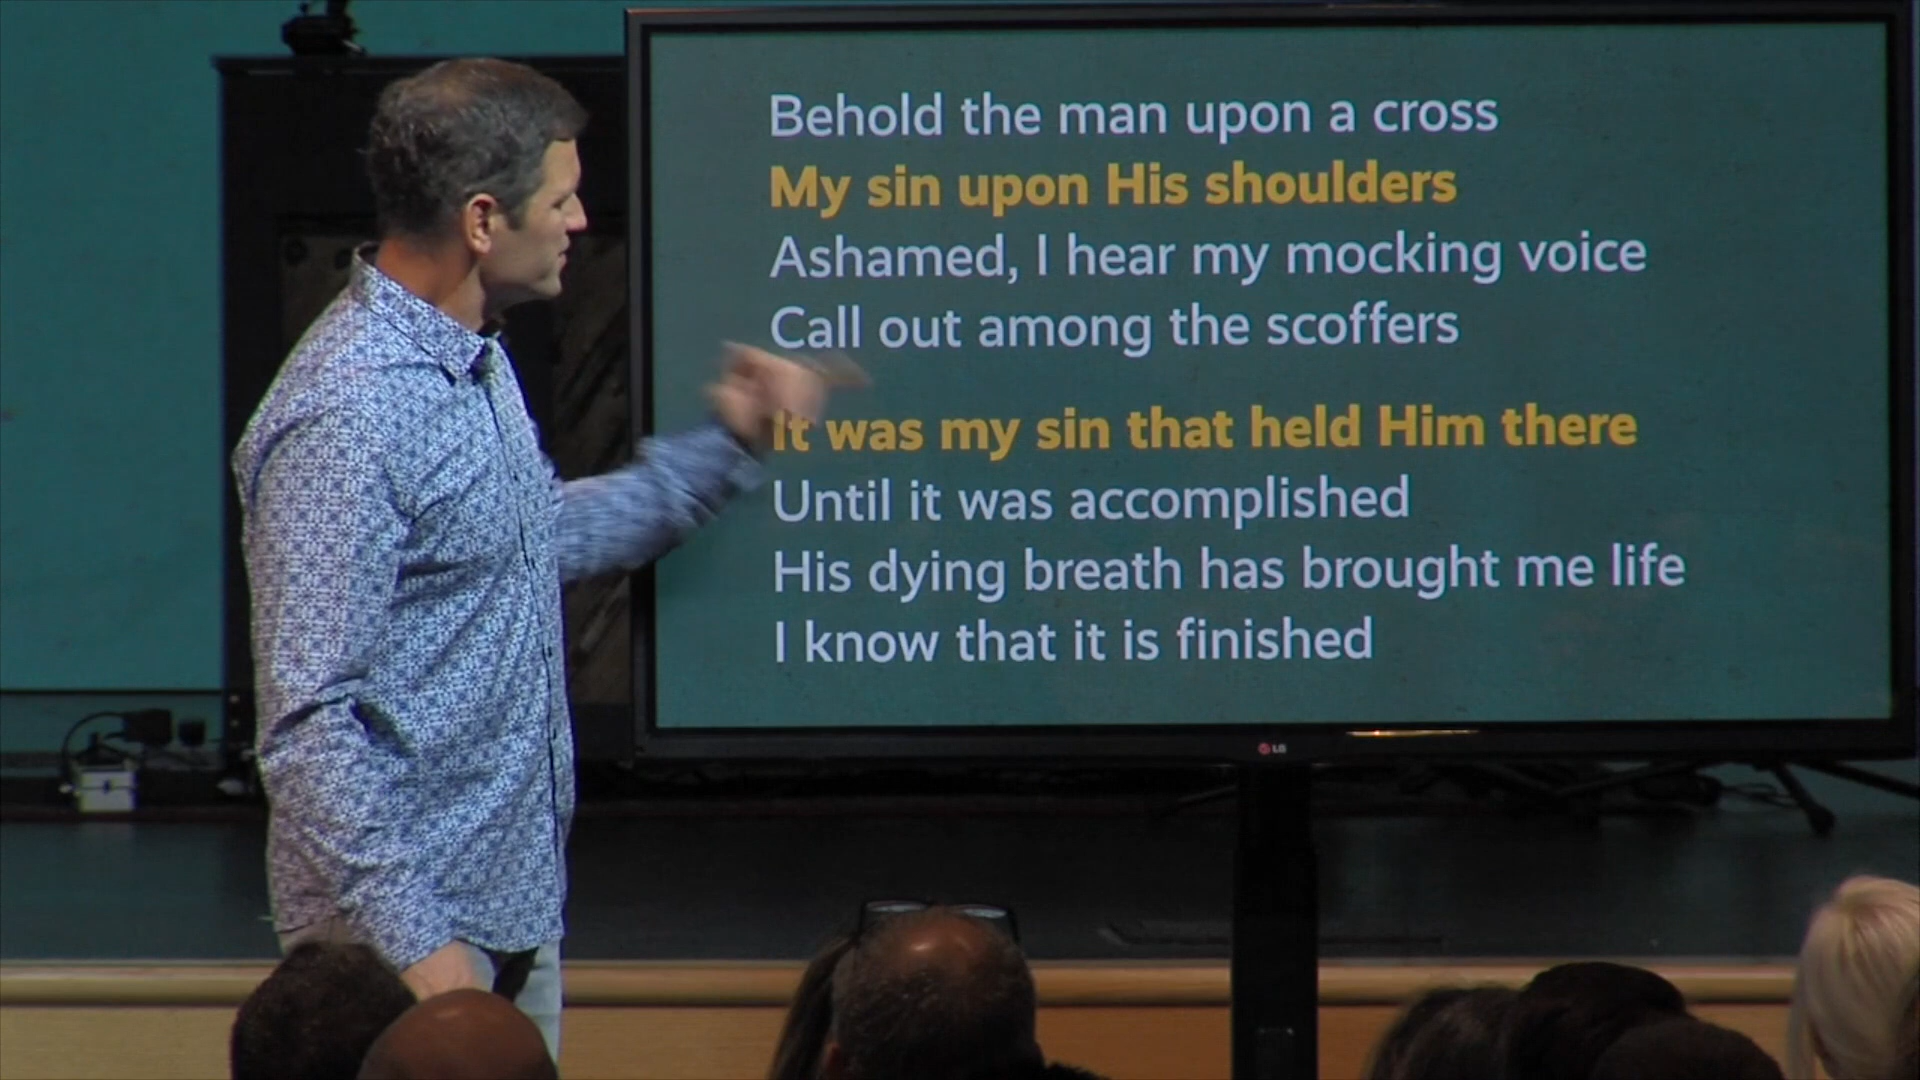 Behold the man upon a cross
My sin upon His shoulders
Ashamed, I hear my mocking voice
Call out among the scoffers
It was my sin that held Him there
Until it was accomplished
His dying breath has brought me life
I know that it is finished
LG